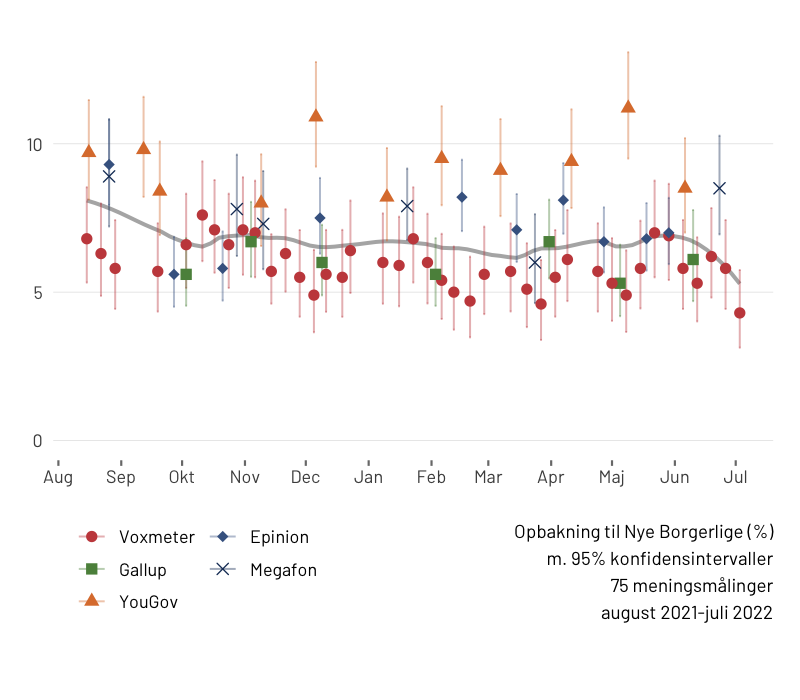 10
5
0
Aug Sep Okt Nov Dec Jan Feb Mar Apr Maj Jun Jul
Voxmeter Epinion
Gallup Megafon
YouGov
Opbakning til Nye Borgerlige (%)
m. 95% konfidensintervaller
75 meningsmålinger
august 2021-juli 2022